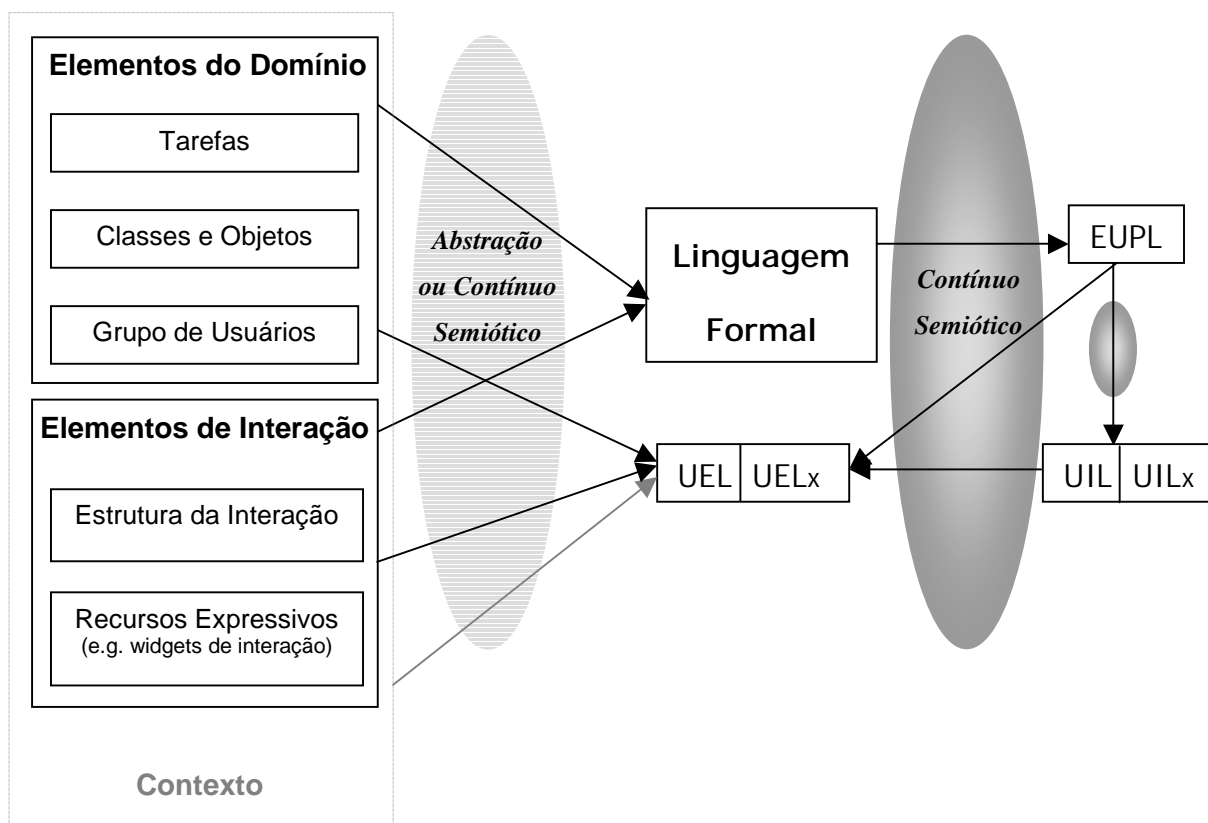 Elementos do Domínio
Tarefas
Classes e Objetos
Grupo de Usuários
Elementos de Interação
Estrutura da Interação
Recursos Expressivos
(e.g. widgets de interação)
Contexto
Abstração
ou Contínuo
Semiótico
Linguagem
Formal
UEL UELx
Contínuo
Semiótico
EUPL
UIL UILx